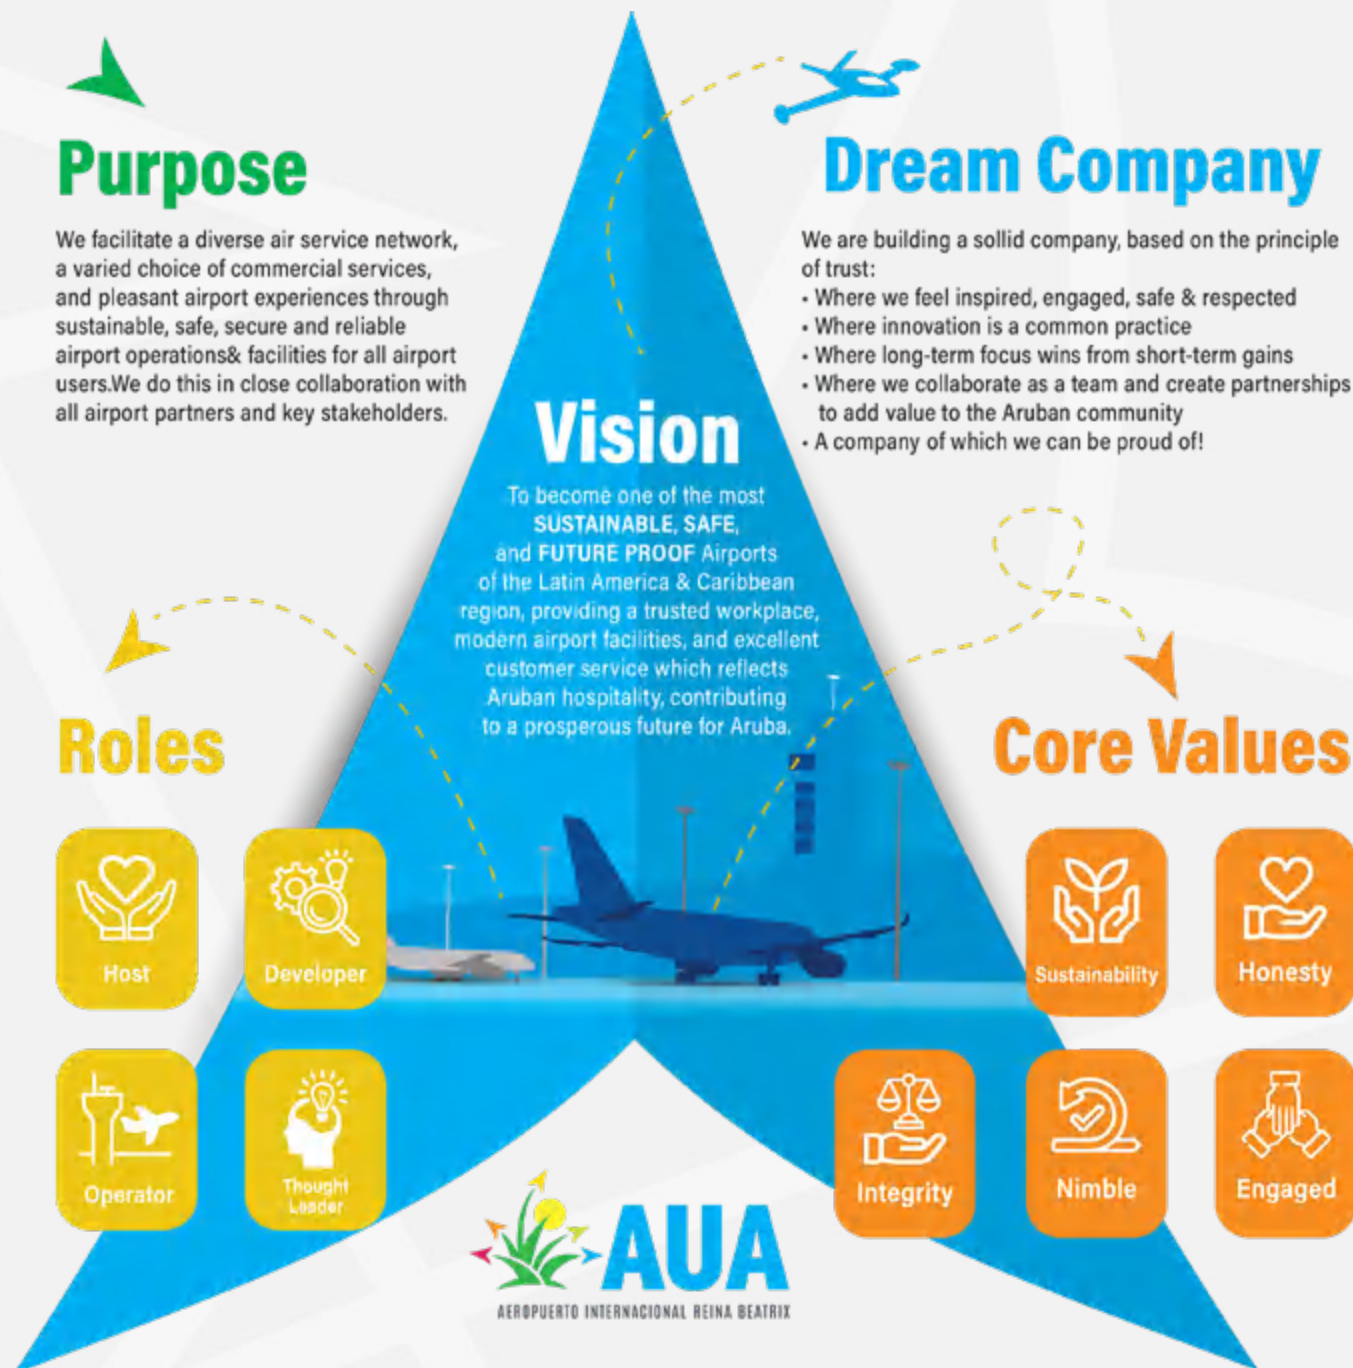 Purpose
We facilitate a diverse air service network,
a varied choice of commercial services,
and pleasant airport experiences through
sustainable, safe, secure and reliable
airport operations& facilities for all airport
users.We do this in close collaboration with
all airport partners and key stakeholders.
Dream Company
We are building a sollid company, based on the principle
of trust:
• Where we feel inspired, engaged, safe & respected
• Where innovation is a common practice
• Where long-term focus wins from short-term gains
• Where we collaborate as a team and create partnerships
to add value to the Aruban community
• A company of which we can be proud of!
Vision
To become one of the most
SUSTAINABLE, SAFE,
and FUTURE PROOF Airports
of the Latin America & Caribbean
region, providing a trusted workplace,
modern airport facilities, and excellent
customer service which reflects
Aruban hospitality, contributing
to a prosperous future for Aruba.
Roles
Host
Developer
Operator
Thought
Leader
Core Values
Sustainability
Honesty
Integrity
Nimble
Engaged
AUA
AEROPUERTO INTERNACIONAL REINA BEATRIX